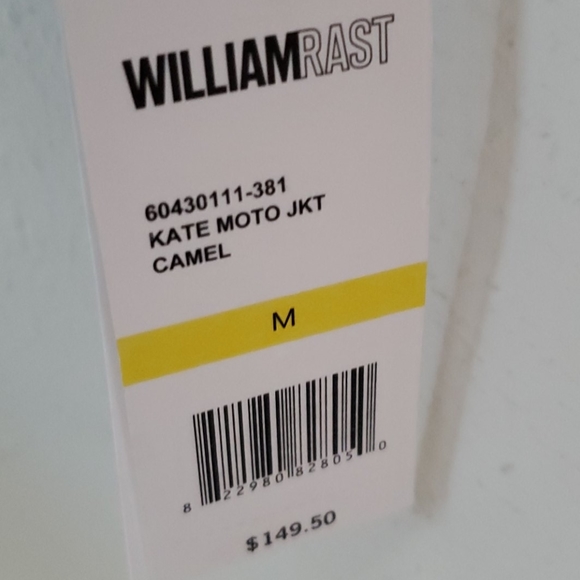 WILLIAMRAST
60430111-381
KATE MOTO JKT
CAMEL
M
8 22980 82805 0
$149.50